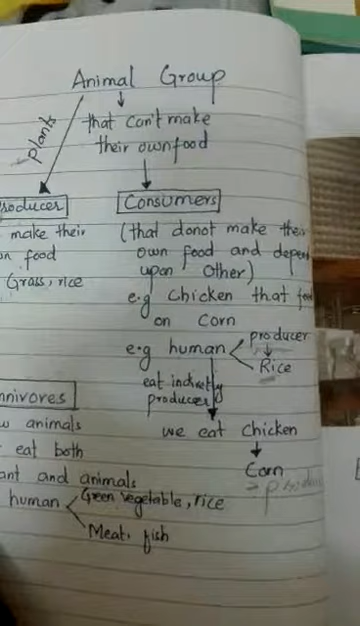 Animal Group
plants
that can't make
their own food
roducer
Consumers
make their
(that donot make their
n food
own food and depen
Grass, rice
upon Other)
e.g Chicken that
on Corn
e.g human
producer
Rice
eat indirectly
producer
nivores
animals
we eat chicken
eat both
Corn
ant and animals
human
Green vegetable, rice
Meat, fish